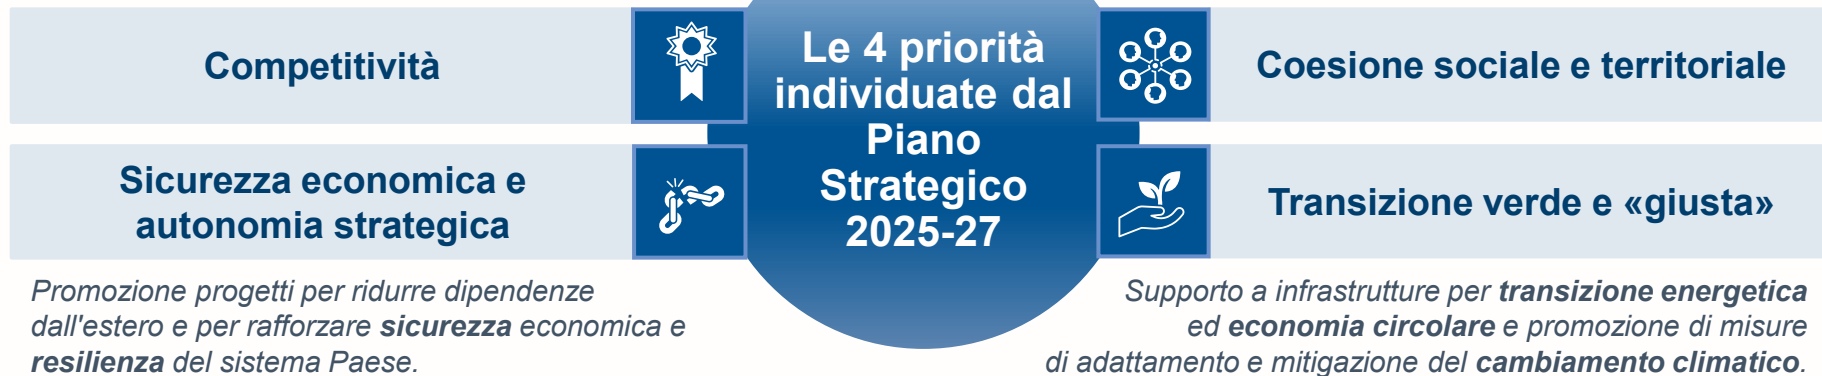 Competitività
Le 4 priorità
individuate dal
Piano
Strategico
2025-27
Coesione sociale e territoriale
Sicurezza economica e
autonomia strategica
Transizione verde e «giusta»
Promozione progetti per ridurre dipendenze
dall'estero e per rafforzare sicurezza economica e
resilienza del sistema Paese.
Supporto a infrastrutture per transizione energetica
ed economia circolare e promozione di misure
di adattamento e mitigazione del cambiamento climatico.